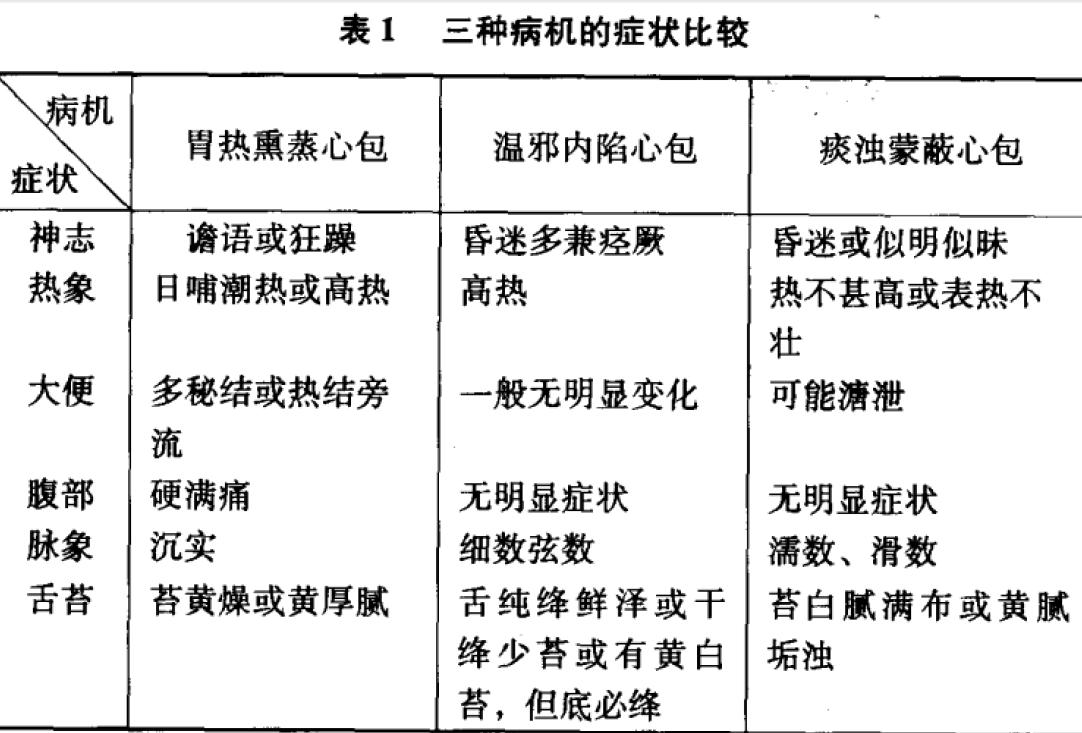 表1 三种病机的症状比较
病机
症状
胃热熏蒸心包 温邪内陷心包 痰浊蒙蔽心包
神志 谵语或狂躁 昏迷多兼痉厥 昏迷或似明似昧
热象 日哺潮热或高热 高热 热不甚高或表热不
壮
大便 多秘结或热结旁 一般无明显变化 可能溏泄
流
腹部 硬满痛 无明显症状 无明显症状
脉象 沉实 细数弦数 濡数、滑数
舌苔 苔黄燥或黄厚腻 舌纯绛鲜泽或干 苔白腻满布或黄腻
绛少苔或有黄白 垢浊
苔，但底必绛